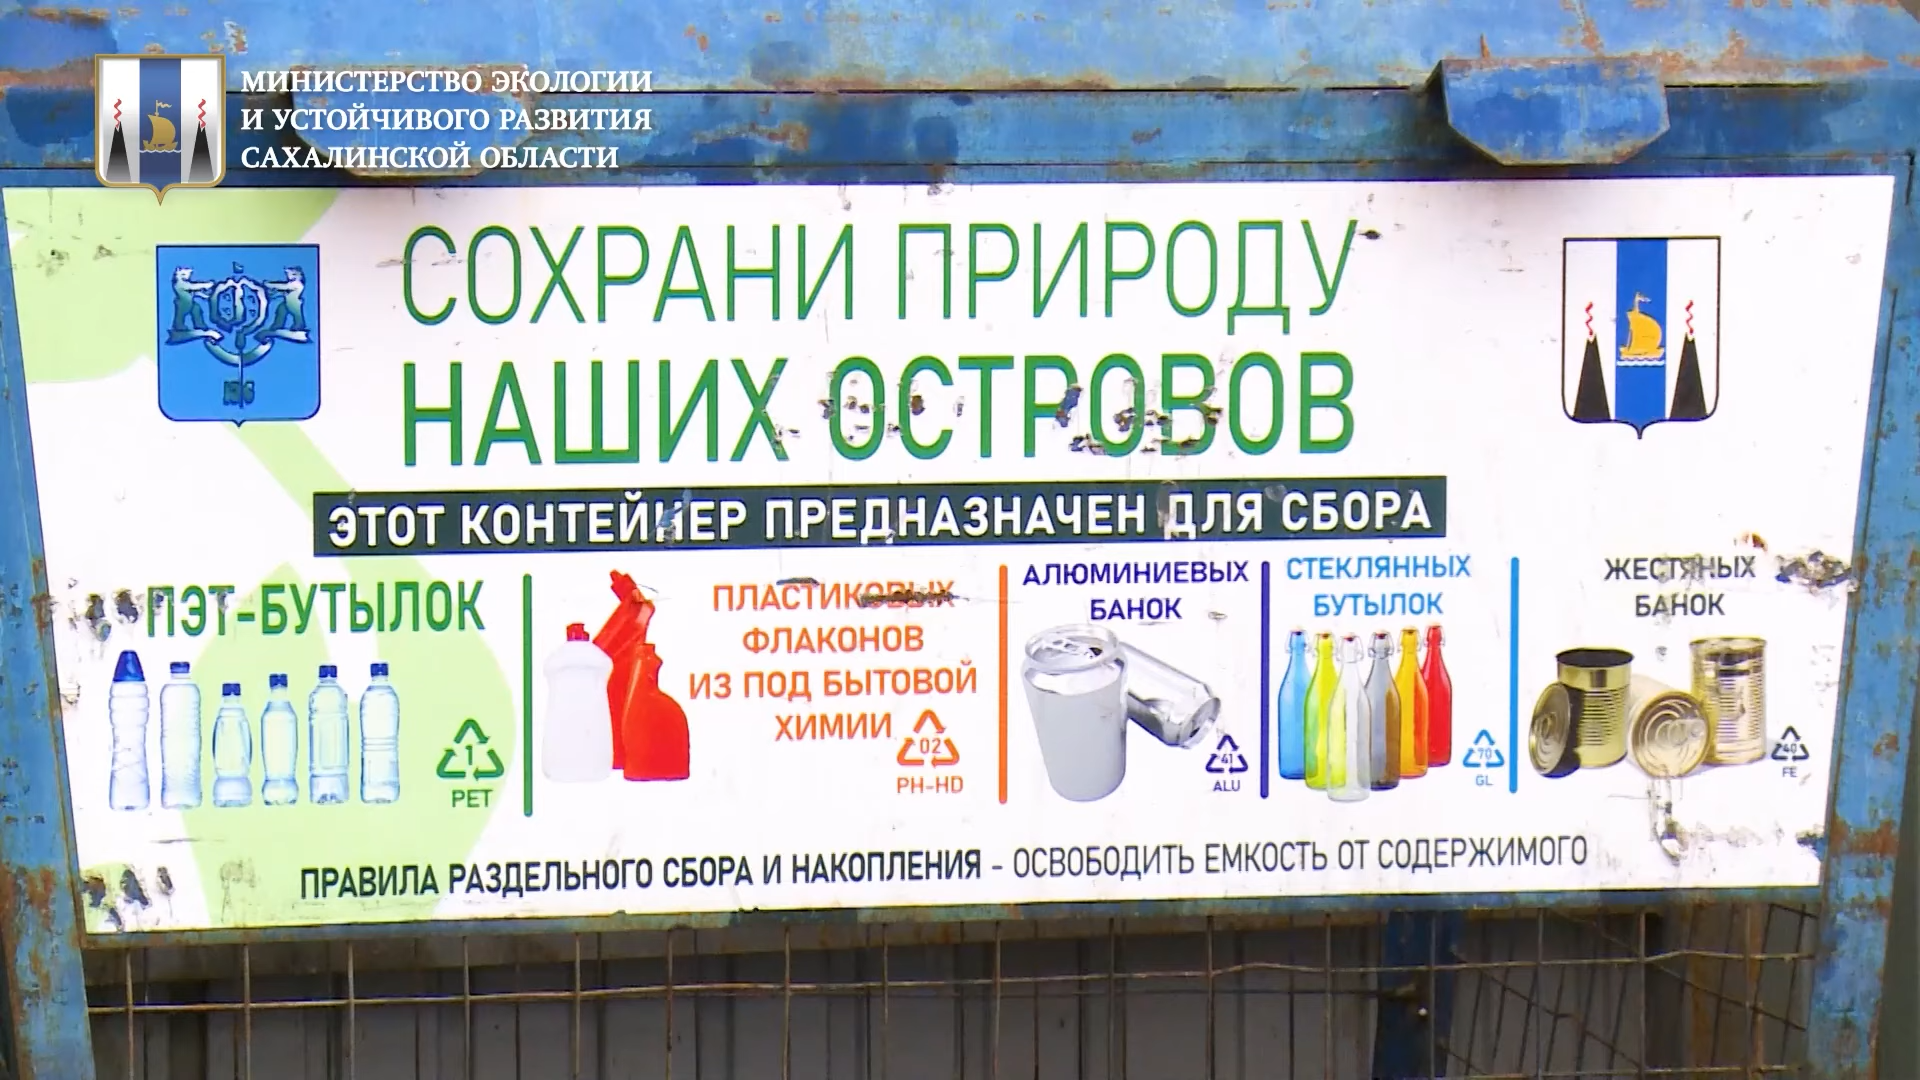 МИНИСТЕРСТВО ЭКОЛОГИИ
И УСТОЙЧИВОГО РАЗВИТИЯ
САХАЛИНСКОЙ ОБЛАСТИ
СОХРАНИ ПРИРОДУ
НАШИХ ОСТРОВОВ
ЭТОТ КОНТЕЙНЕР ПРЕДНАЗНАЧЕН ДЛЯ СБОРА
ПЭТ-БУТЫЛОК
1
PET
ПЛАСТИКОВЫХ
ФЛАКОНОВ
ИЗ ПОД БЫТОВОЙ
ХИМИИ
02
PH-HD
АЛЮМИНИЕВЫХ
БАНОК
41
ALU
СТЕКЛЯННЫХ
БУТЫЛОК
70
GL
ЖЕСТЯНЫХ
БАНОК
40
FE
ПРАВИЛА РАЗДЕЛЬНОГО СБОРА И НАКОПЛЕНИЯ - ОСВОБОДИТЬ ЕМКОСТЬ ОТ СОДЕРЖИМОГО